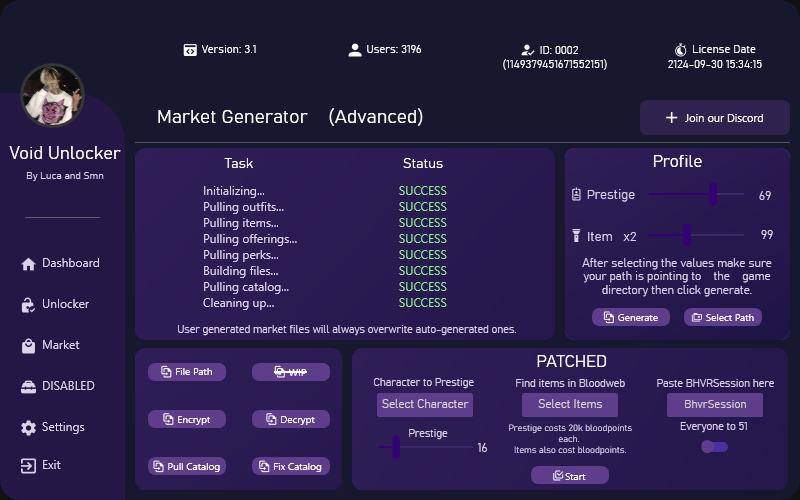 Version: 3.1
Users: 3196
ID: 0002
(1149379451671552151)
License Date
2124-09-30 15:34:15
Market Generator (Advanced)
Join our Discord
Void Unlocker
By Luca and Smn
Dashboard
Unlocker
Market
DISABLED
Settings
Exit
Task Status
Initializing... SUCCESS
Pulling outfits... SUCCESS
Pulling items... SUCCESS
Pulling offerings... SUCCESS
Pulling perks... SUCCESS
Building files... SUCCESS
Pulling catalog... SUCCESS
Cleaning up... SUCCESS
User generated market files will always overwrite auto-generated ones.
Profile
Prestige 69
Item x2 99
After selecting the values make sure
your path is pointing to the game
directory then click generate.
Generate Select Path
File Path WIP
Encrypt Decrypt
Pull Catalog Fix Catalog
PATCHED
Character to Prestige
Select Character
Prestige
16
Find items in Bloodweb
Select Items
Prestige costs 20k bloodpoints
each.
Items also cost bloodpoints.
Start
Paste BHVRSession here
BhvrSession
Everyone to 51